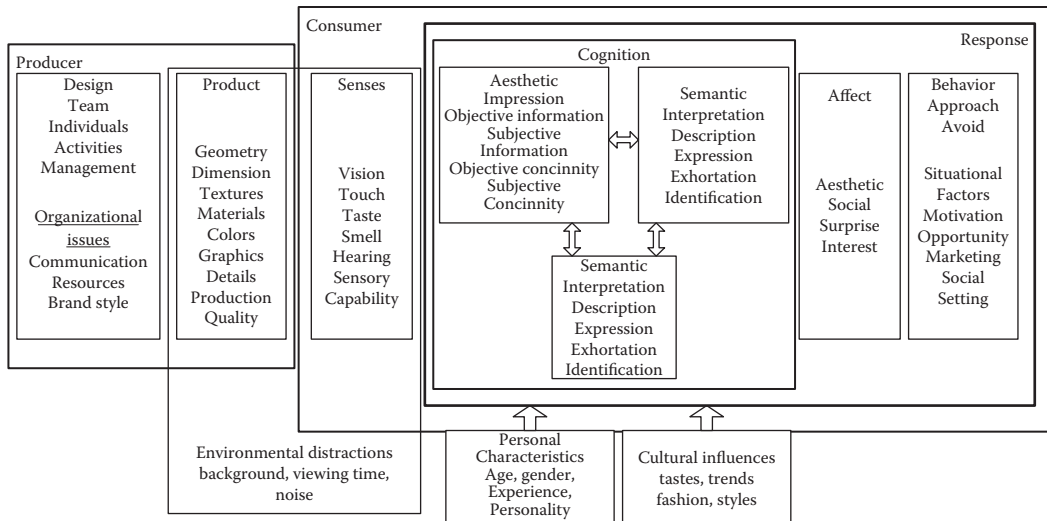 Consumer
Response
Producer
Cognition
Design
Team
Individuals
Activities
Management
Organizational
issues
Communication
Resources
Brand style
Product
Geometry
Dimension
Textures
Materials
Colors
Graphics
Details
Production
Quality
Senses
Vision
Touch
Taste
Smell
Hearing
Sensory
Capability
Aesthetic
Impression
Objective information
Subjective
Information
Objective concinnity
Subjective
Concinnity
Semantic
Interpretation
Description
Expression
Exhortation
Identification
Semantic
Interpretation
Description
Expression
Exhortation
Identification
Affect
Aesthetic
Social
Surprise
Interest
Behavior
Approach
Avoid
Situational
Factors
Motivation
Opportunity
Marketing
Social
Setting
Environmental distractions
background, viewing time,
noise
Personal
Characteristics
Age, gender,
Experience,
Personality
Cultural influences
tastes, trends
fashion, styles